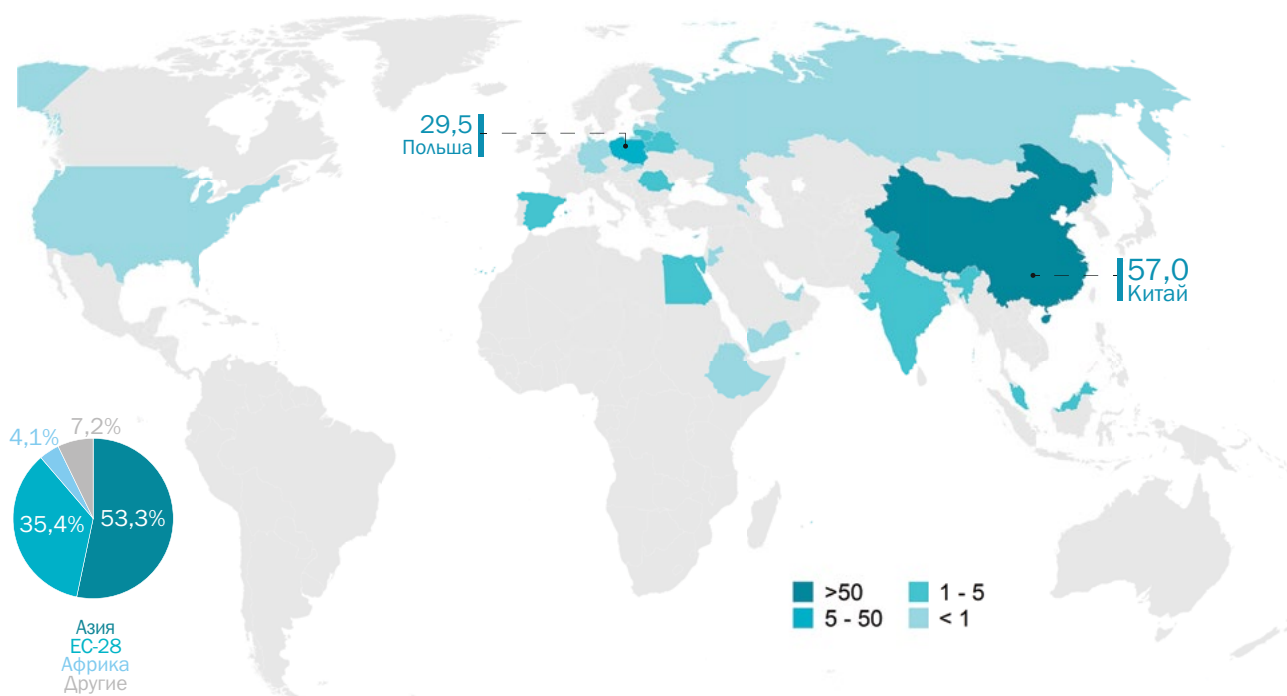 29,5
Польша
57,0
Китай
7,2%
4,1%
35,4%
53,3%
Азия
ЕС-28
Африка
Другие
>50
1 - 5
5 - 50
< 1